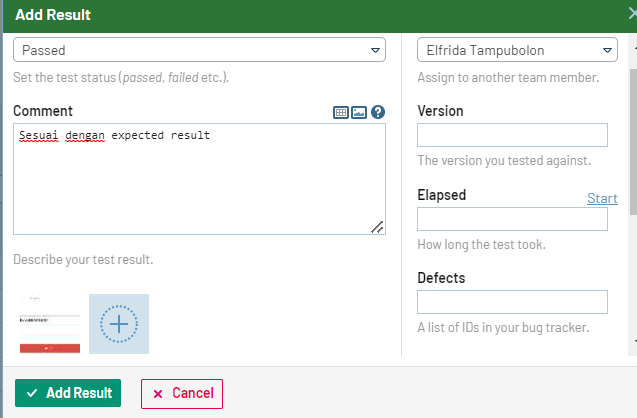 Add Result
Passed
Set the test status (passed, failed etc.).
Comment
Sesuai dengan expected result
Describe your test result.
Elfrida Tampubolon
Assign to another team member.
Version
The version you tested against.
Elapsed
Start
How long the test took.
Defects
A list of IDs in your bug tracker.
Add Result
Cancel